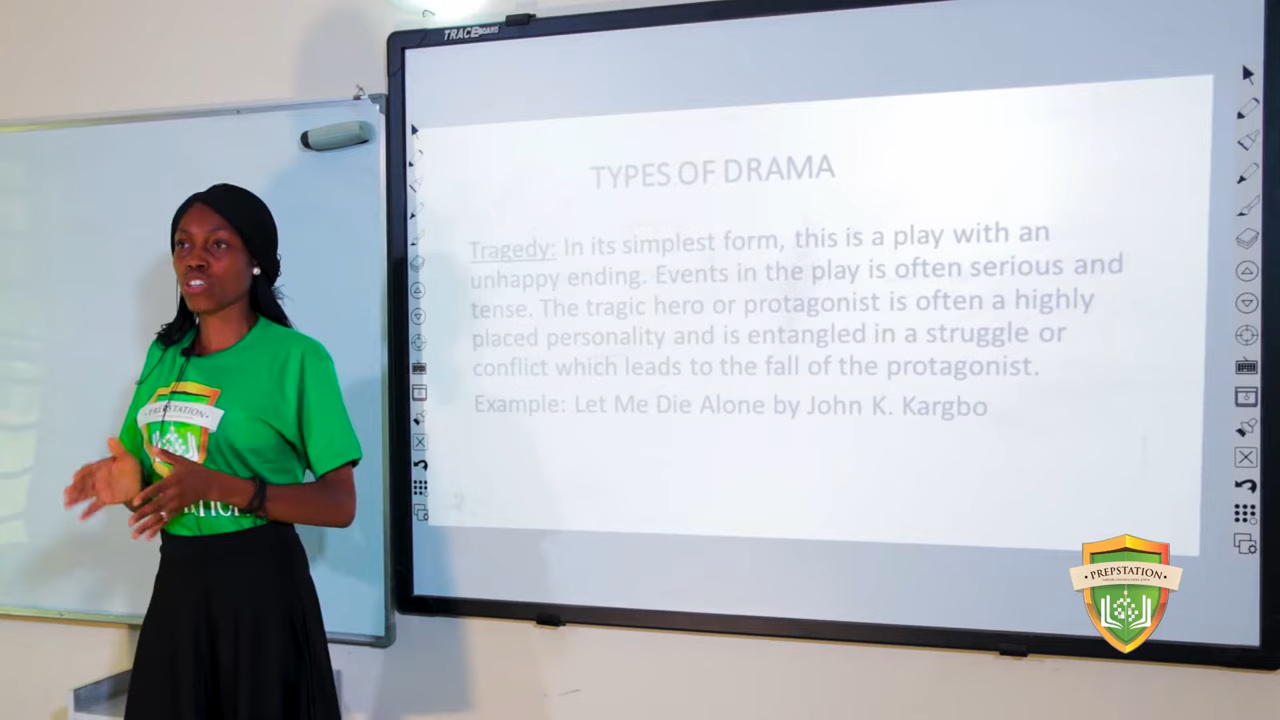 TRACEBOARD
TYPES OF DRAMA
Tragedy: In its simplest form, this is a play with an
unhappy ending. Events in the play is often serious and
tense. The tragic hero or protagonist is often a highly
placed personality and is entangled in a struggle or
conflict which leads to the fall of the protagonist.
Example: Let Me Die Alone by John K. Kargbo
PREPSTATION